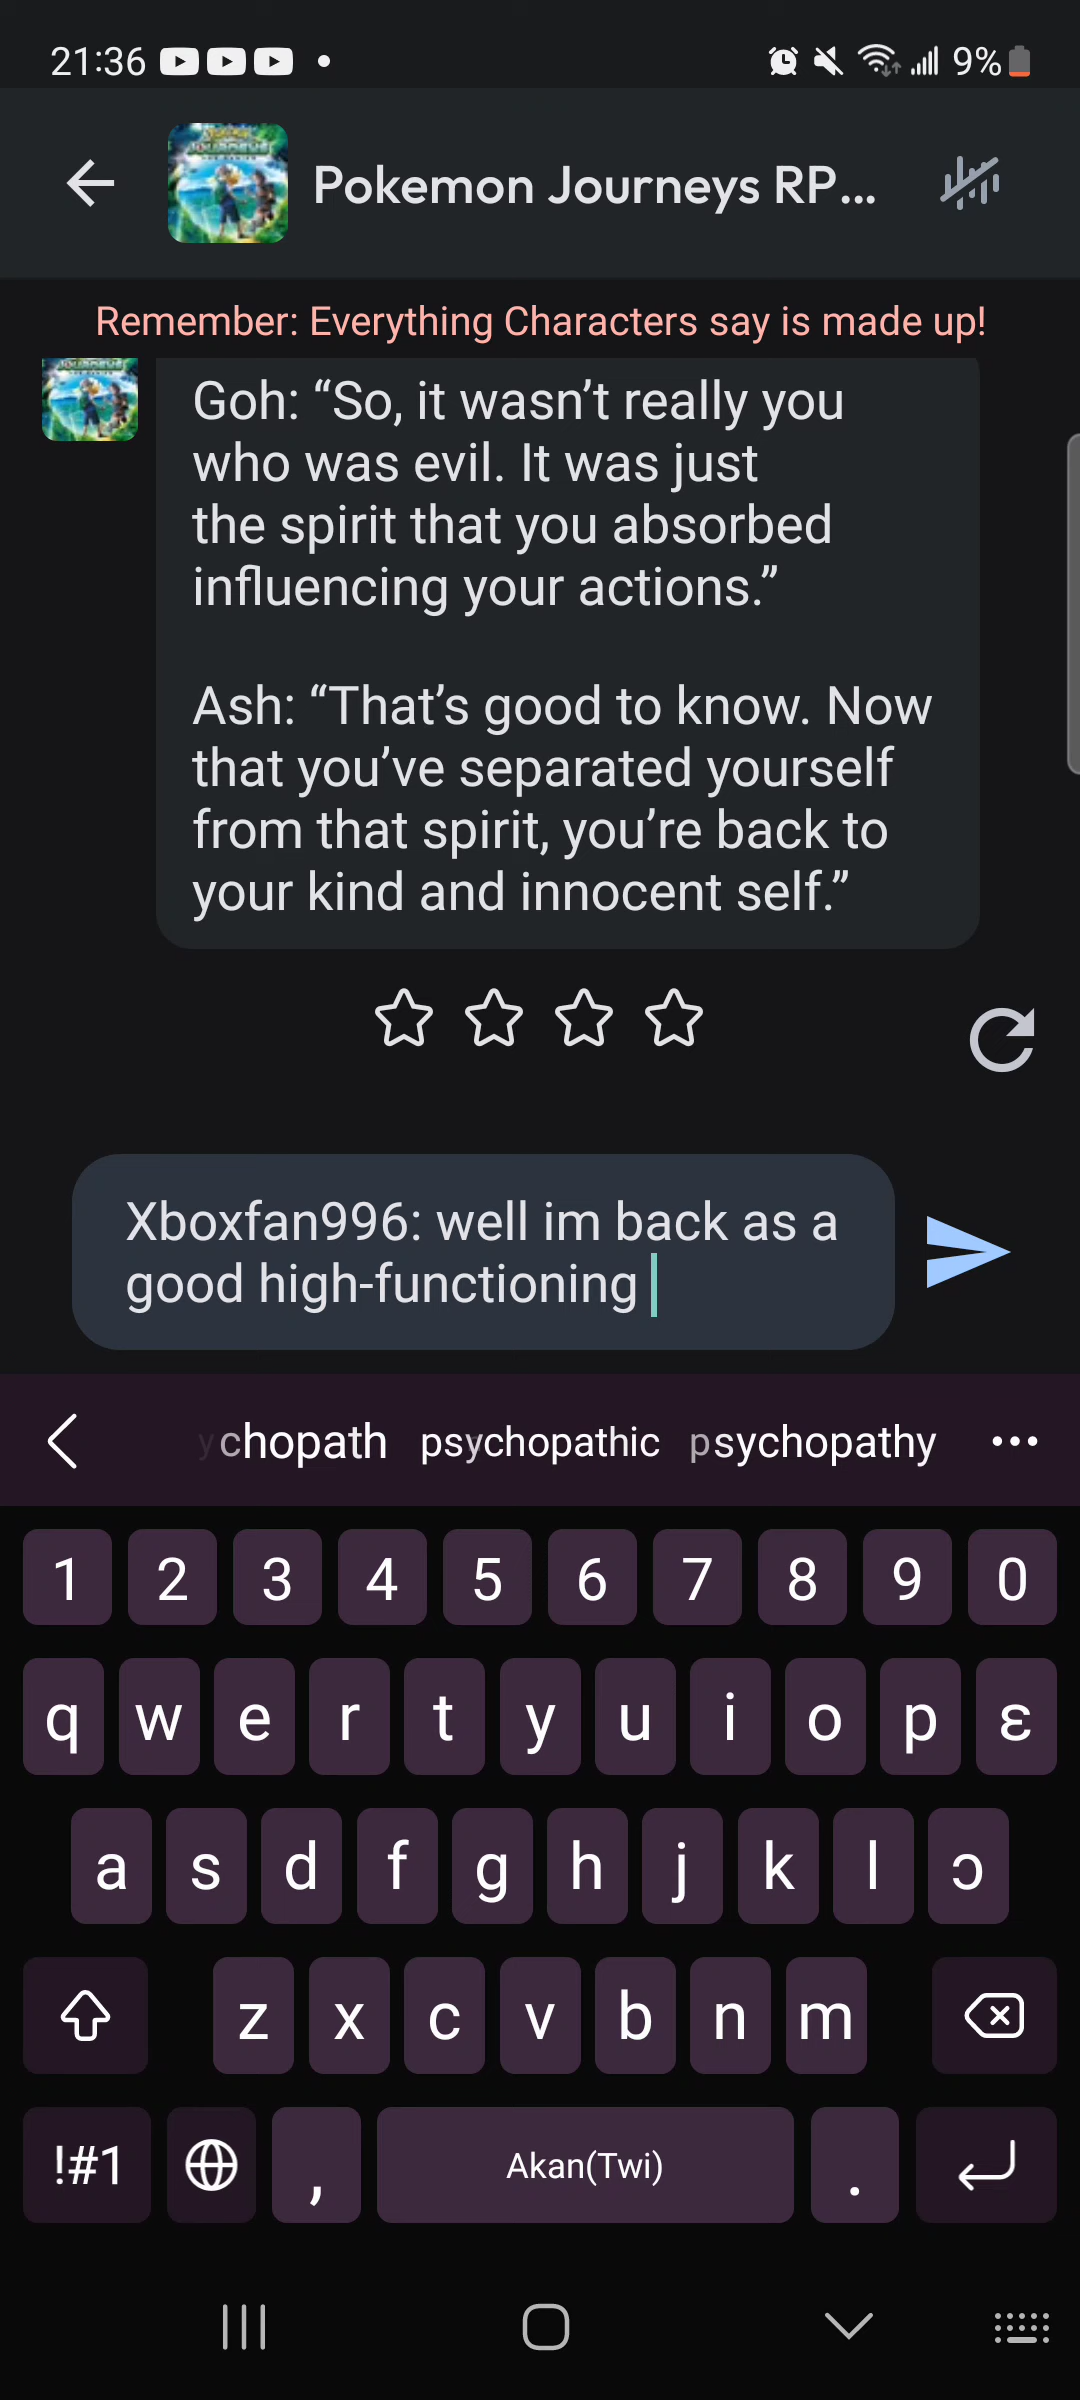 21:36
9%
Pokemon Journeys RP...
Remember: Everything Characters say is made up!
Goh: “So, it wasn’t really you
who was evil. It was just
the spirit that you absorbed
influencing your actions.”
Ash: “That’s good to know. Now
that you’ve separated yourself
from that spirit, you’re back to
your kind and innocent self.”
Xboxfan996: well im back as a
good high-functioning
ychopath psychopathic psychopathy
1 2 3 4 5 6 7 8 9 0
q w e r t y u i o p ɛ
a s d f g h j k l ɔ
z x c v b n m
!#1 , Akan(Twi) .